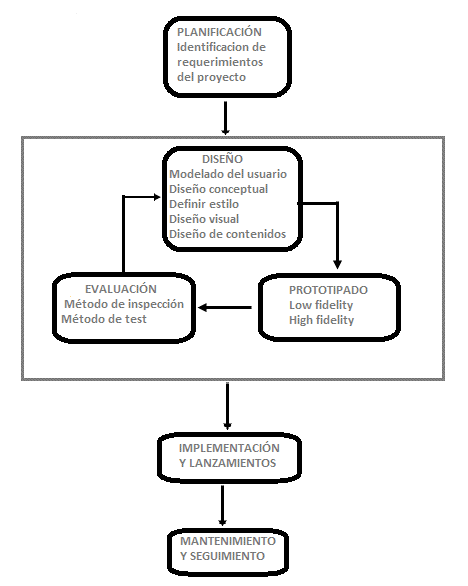 PLANIFICACIÓN
Identificacion de
requerimientos
del proyecto
DISEÑO
Modelado del usuario
Diseño conceptual
Definir estilo
Diseño visual
Diseño de contenidos
EVALUACIÓN
Método de inspección
Método de test
PROTOTIPADO
Low fidelity
High fidelity
IMPLEMENTACIÓN
Y LANZAMIENTOS
MANTENIMIENTO
Y SEGUIMIENTO